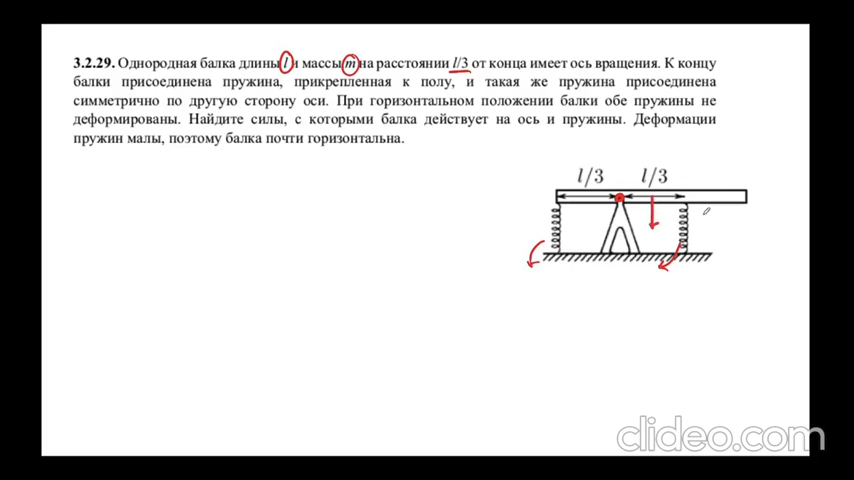 3.2.29. Однородная балка длины l и массы m на расстоянии l/3 от конца имеет ось вращения. К концу
балки присоединена пружина, прикрепленная к полу, и такая же пружина присоединена
симметрично по другую сторону оси. При горизонтальном положении балки обе пружины не
деформированы. Найдите силы, с которыми балка действует на ось и пружины. Деформации
пружин малы, поэтому балка почти горизонтальна.
l/3 l/3
clideo.com